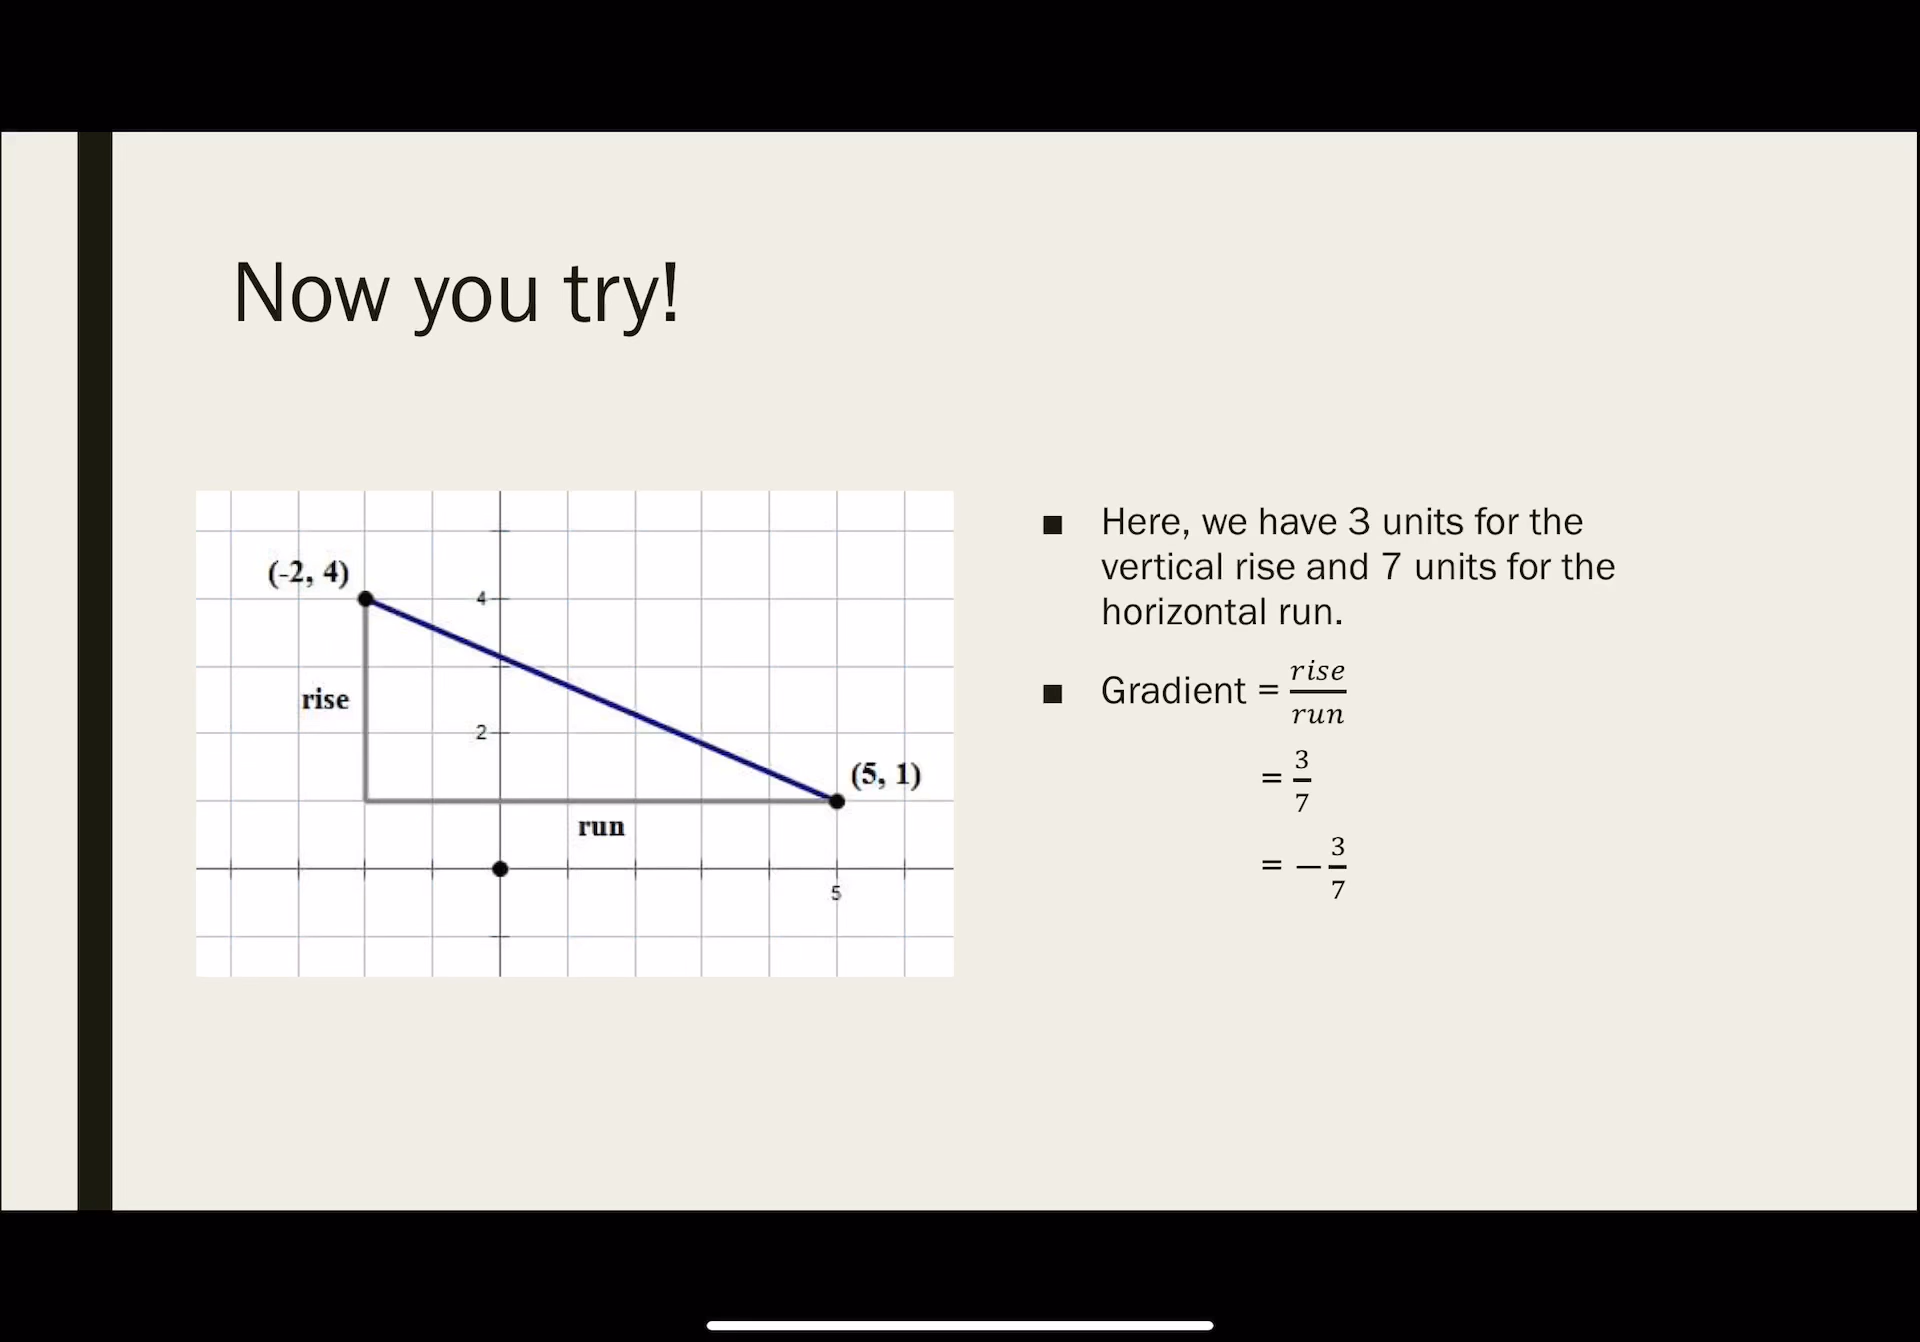 Now you try!
(-2, 4)
4
rise
2
(5, 1)
run
5
■ Here, we have 3 units for the
vertical rise and 7 units for the
horizontal run.
■ Gradient = rise/run
= 3/7
= − 3/7